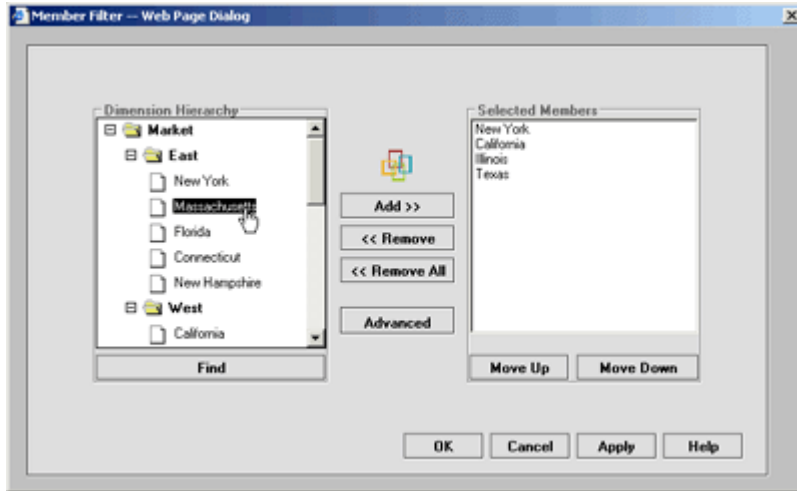 Member Filter -- Web Page Dialog
Dimension Hierarchy
Market
East
New York
Massachusetts
Florida
Connecticut
New Hampshire
West
California
Find
Add >>
<< Remove
<< Remove All
Advanced
Selected Members
New York
California
Illinois
Texas
Move Up
Move Down
OK
Cancel
Apply
Help